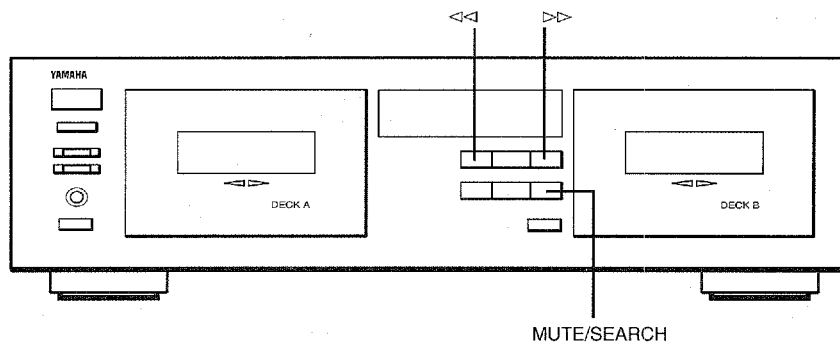 ◁◁ ▷▷
YAMAHA
◁▷ ◁▷
DECK A DECK B
MUTE/SEARCH